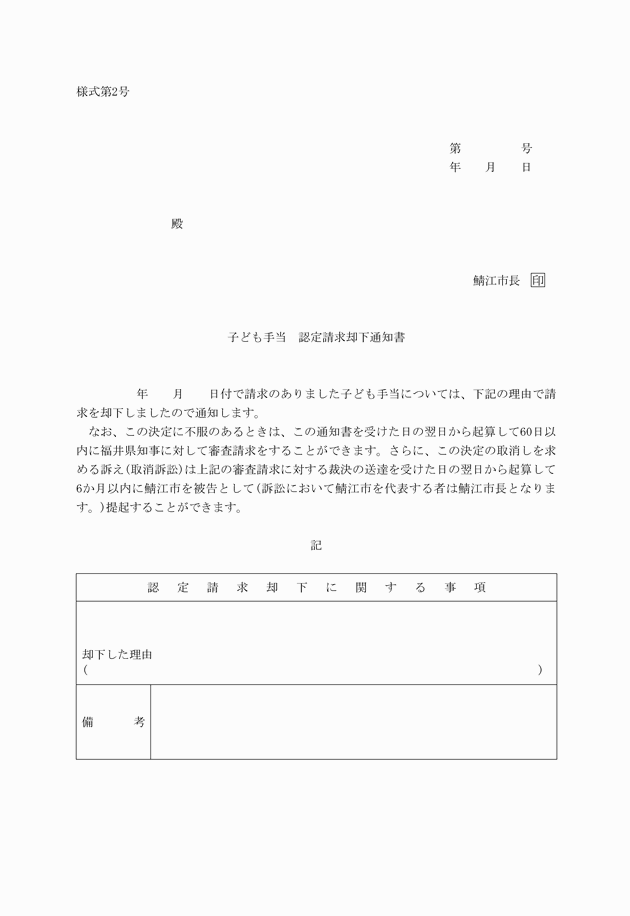 様式第2号
第　　　　　号
年　　月　　日
殿
鯖江市長　印
子ども手当　認定請求却下通知書
年　　月　　日付で請求のありました子ども手当については、下記の理由で請
求を却下しましたので通知します。
なお、この決定に不服のあるときは、この通知書を受けた日の翌日から起算して60日以
内に福井県知事に対して審査請求をすることができます。さらに、この決定の取消しを求
める訴え(取消訴訟)は上記の審査請求に対する裁決の送達を受けた日の翌日から起算して
6か月以内に鯖江市を被告として(訴訟において鯖江市を代表する者は鯖江市長となりま
す。)提起することができます。
記
認定請求却下に関する事項
却下した理由
(　　　　　　　　　　)
備　　　考